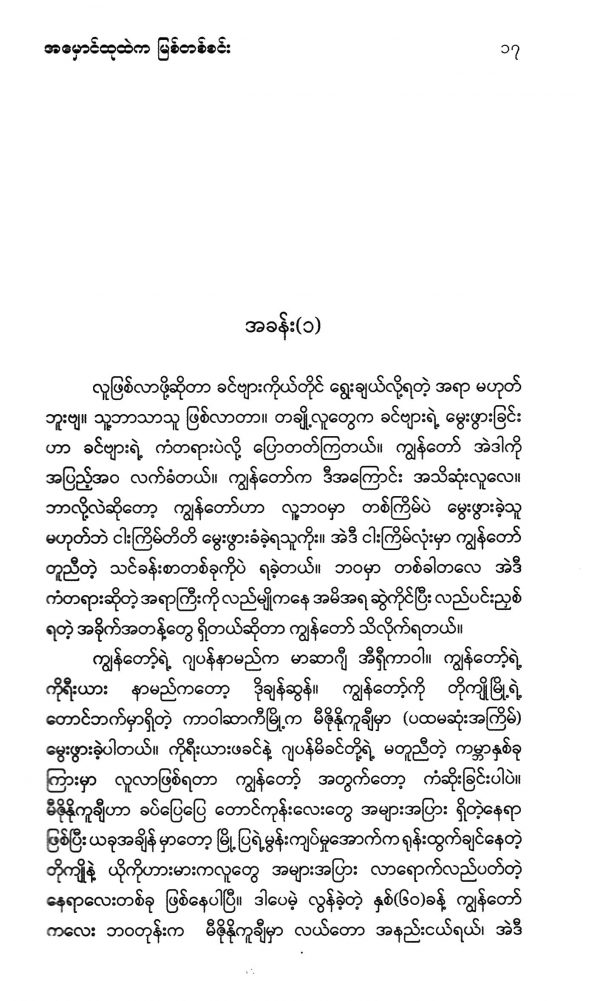 အမှောင်ထုထဲက မြစ်တစ်စင်း ၁၇
အခန်း(၁)
လူဖြစ်လာဖို့ဆိုတာ ခင်ဗျားကိုယ်တိုင် ရွေးချယ်လို့ရတဲ့ အရာ မဟုတ်
ဘူးဗျ။ သူ့ဘာသာသူ ဖြစ်လာတာ။ တချို့လူတွေက ခင်ဗျားရဲ့ မွေးဖွားခြင်း
ဟာ ခင်ဗျားရဲ့ ကံတရားပဲလို့ ပြောတတ်ကြတယ်။ ကျွန်တော် အဲဒါကို
အပြည့်အဝ လက်ခံတယ်။ ကျွန်တော်က ဒီအကြောင်း အသိဆုံးလူလေ။
ဘာလို့လဲဆိုတော့ ကျွန်တော်ဟာ လူ့ဘဝမှာ တစ်ကြိမ်ပဲ မွေးဖွားခဲ့သူ
မဟုတ်ဘဲ ငါးကြိမ်တိတိ မွေးဖွားခံခဲ့ရသူကိုး။ အဲဒီ ငါးကြိမ်လုံးမှာ ကျွန်တော်
တူညီတဲ့ သင်ခန်းစာတစ်ခုကိုပဲ ရခဲ့တယ်။ ဘဝမှာ တစ်ခါတလေ အဲဒီ
ကံတရားဆိုတဲ့ အရာကြီးကို လည်မျိုကနေ အမိအရ ဆွဲကိုင်ပြီး လည်ပင်းညှစ်
ရတဲ့ အခိုက်အတန့်တွေ ရှိတယ်ဆိုတာ ကျွန်တော် သိလိုက်ရတယ်။
ကျွန်တော့်ရဲ့ ဂျပန်နာမည်က မာဆာဂျီ အီရှီကာဝါ။ ကျွန်တော့်ရဲ့
ကိုရီးယား နာမည်ကတော့ ဒိုချန်ဆွန်။ ကျွန်တော့်ကို တိုကျိုမြို့ရဲ့
တောင်ဘက်မှာရှိတဲ့ ကာဝါဆာကီမြို့က မီဇိုနိုကူချီမှာ (ပထမဆုံးအကြိမ်)
မွေးဖွားခဲ့ပါတယ်။ ကိုရီးယားဖခင်နဲ့ ဂျပန်မိခင်တို့ရဲ့ မတူညီတဲ့ ကမ္ဘာနှစ်ခု
ကြားမှာ လူလာဖြစ်ရတာ ကျွန်တော့် အတွက်တော့ ကံဆိုးခြင်းပါပဲ။
မီဇိုနိုကူချီဟာ ခပ်ပြေပြေ တောင်ကုန်းလေးတွေ အများအပြား ရှိတဲ့နေရာ
ဖြစ်ပြီး ယခုအချိန် မှာတော့ မြို့ပြရဲ့ မွန်းကျပ်မှုအောက်က ရုန်းထွက်ချင်နေတဲ့
တိုကျိုနဲ့ ယိုကိုဟားမားကလူတွေ အများအပြား လာရောက်လည်ပတ်တဲ့
နေရာလေးတစ်ခု ဖြစ်နေပါပြီ။ ဒါပေမဲ့ လွန်ခဲ့တဲ့ နှစ်(၆၀)ခန့် ကျွန်တော်
ကလေး ဘဝတုန်းက မီဇိုနိုကူချီမှာ လယ်တော အနည်းငယ်ရယ်၊ အဲဒီ